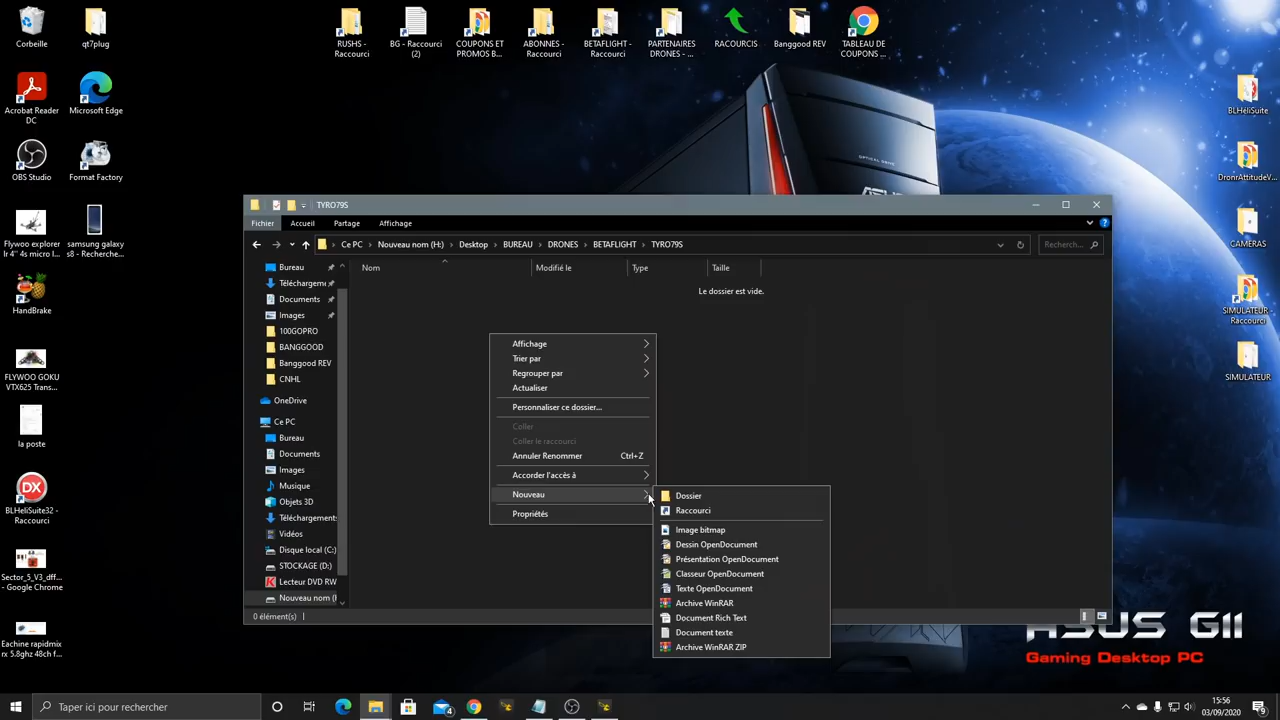 Corbeille
qt7plug
RUSHS -
Raccourci
BG - Raccourci
(2)
COUPONS ET
PROMOS B...
ABONNES -
Raccourci
BETAFLIGHT -
Raccourci
PARTENAIRES
DRONES - ...
RACOURCIS
Banggood REV
TABLEAU DE
COUPONS ...
Acrobat Reader
DC
Microsoft Edge
BLHeliSuite
OBS Studio
Format Factory
DronrAttitudeV...
OPTICAL DRIVE
Flywoo explorer
lr 4'' 4s micro l...
samsung galaxy
s8 - Recherche...
CAMERAS
HandBrake
SIMULATEUR -
Raccourci
FLYWOO GOKU
VTX625 Trans...
SIMULATEUR
la poste
BLHeliSuite32 -
Raccourci
Sector_5_V3_dff...
- Google Chrome
Eachine rapidmix
rx 5.8ghz 48ch f...
TYRO79S
Fichier
Accueil
Partage
Affichage
Ce PC
Nouveau nom (H:)
Desktop
BUREAU
DRONES
BETAFLIGHT
TYRO79S
Recherc...
Nom
Modifié le
Type
Taille
Le dossier est vide.
Bureau
Téléchargeme
Documents
Images
100GOPRO
BANGGOOD
Banggood REV
CNHL
OneDrive
Ce PC
Bureau
Documents
Images
Musique
Objets 3D
Téléchargements
Vidéos
Disque local (C:)
STOCKAGE (D:)
Lecteur DVD RW
Nouveau nom (
0 élément(s)
Affichage
Trier par
Regrouper par
Actualiser
Personnaliser ce dossier...
Coller
Coller le raccourci
Annuler Renommer Ctrl+Z
Accorder l'accès à
Nouveau
Propriétés
Dossier
Raccourci
Image bitmap
Dessin OpenDocument
Présentation OpenDocument
Classeur OpenDocument
Texte OpenDocument
Archive WinRAR
Document Rich Text
Document texte
Archive WinRAR ZIP
ASUS G11
Gaming Desktop PC
Taper ici pour rechercher
4
15:56
03/09/2020
2